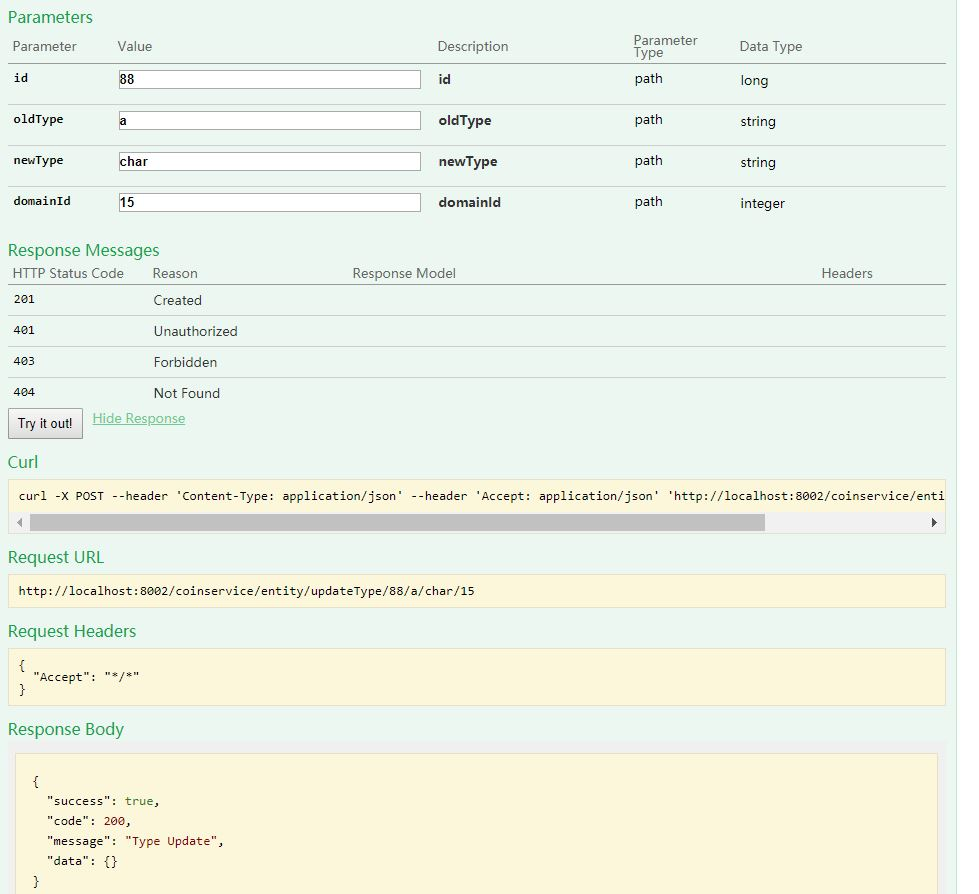 Parameters
Parameter Value Description Parameter Type Data Type
id 88 id path long
oldType a oldType path string
newType char newType path string
domainId 15 domainId path integer
Response Messages
HTTP Status Code Reason Response Model Headers
201 Created
401 Unauthorized
403 Forbidden
404 Not Found
Try it out! Hide Response
Curl
curl -X POST --header 'Content-Type: application/json' --header 'Accept: application/json' 'http://localhost:8002/coinservice/enti
Request URL
http://localhost:8002/coinservice/entity/updateType/88/a/char/15
Request Headers
{
"Accept": "*/*"
}
Response Body
{
"success": true,
"code": 200,
"message": "Type Update",
"data": {}
}